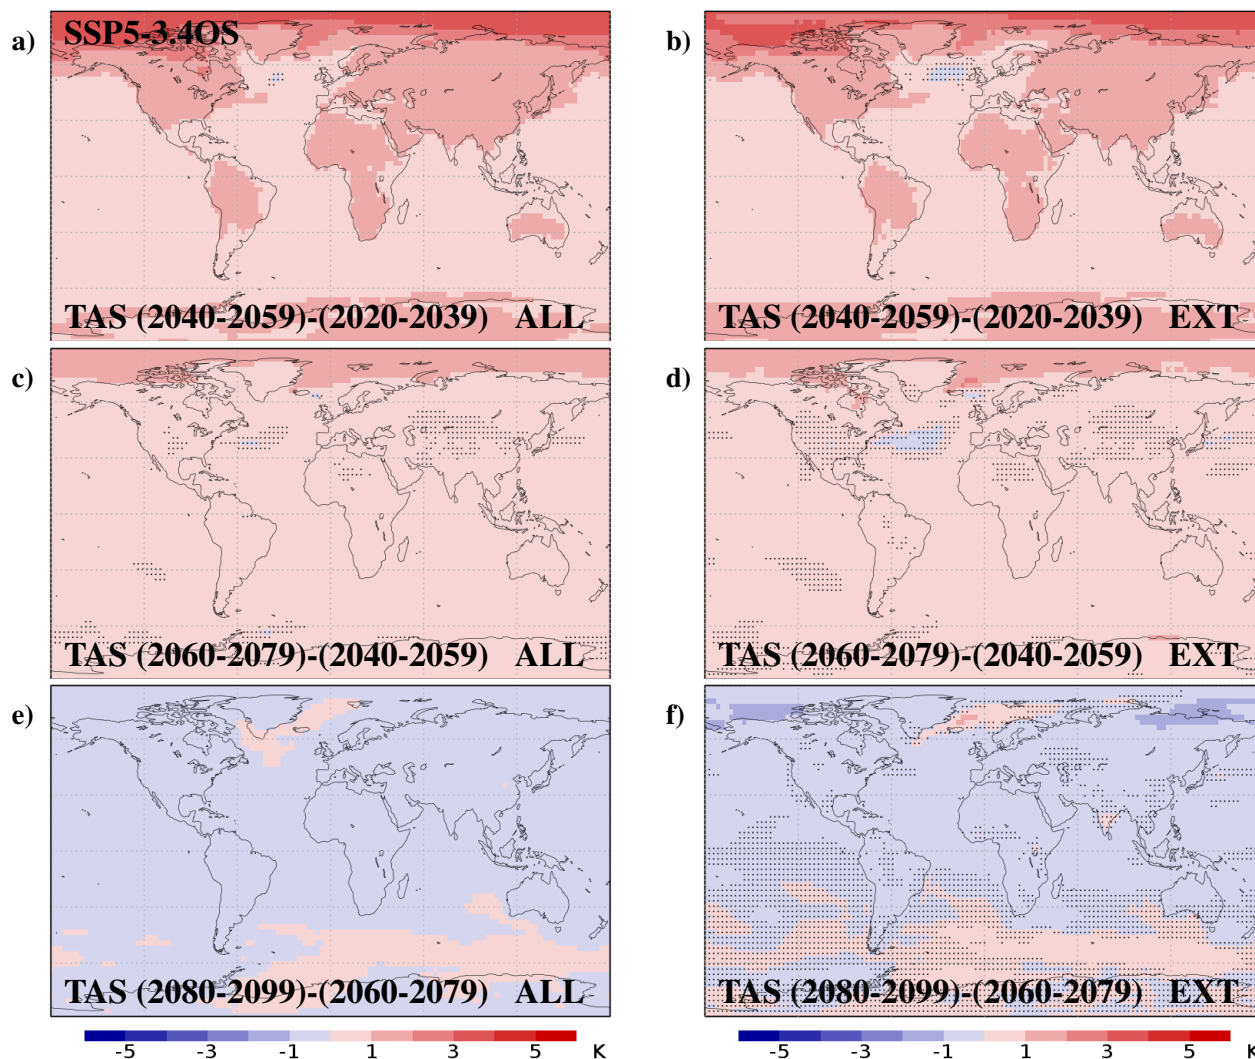 a)
SSP5-3.4OS
TAS (2040-2059)-(2020-2039) ALL
b)
TAS (2040-2059)-(2020-2039) EXT
c)
TAS (2060-2079)-(2040-2059) ALL
d)
TAS (2060-2079)-(2040-2059) EXT
e)
TAS (2080-2099)-(2060-2079) ALL
f)
TAS (2080-2099)-(2060-2079) EXT
-5 -3 -1 1 3 5 K
-5 -3 -1 1 3 5 K